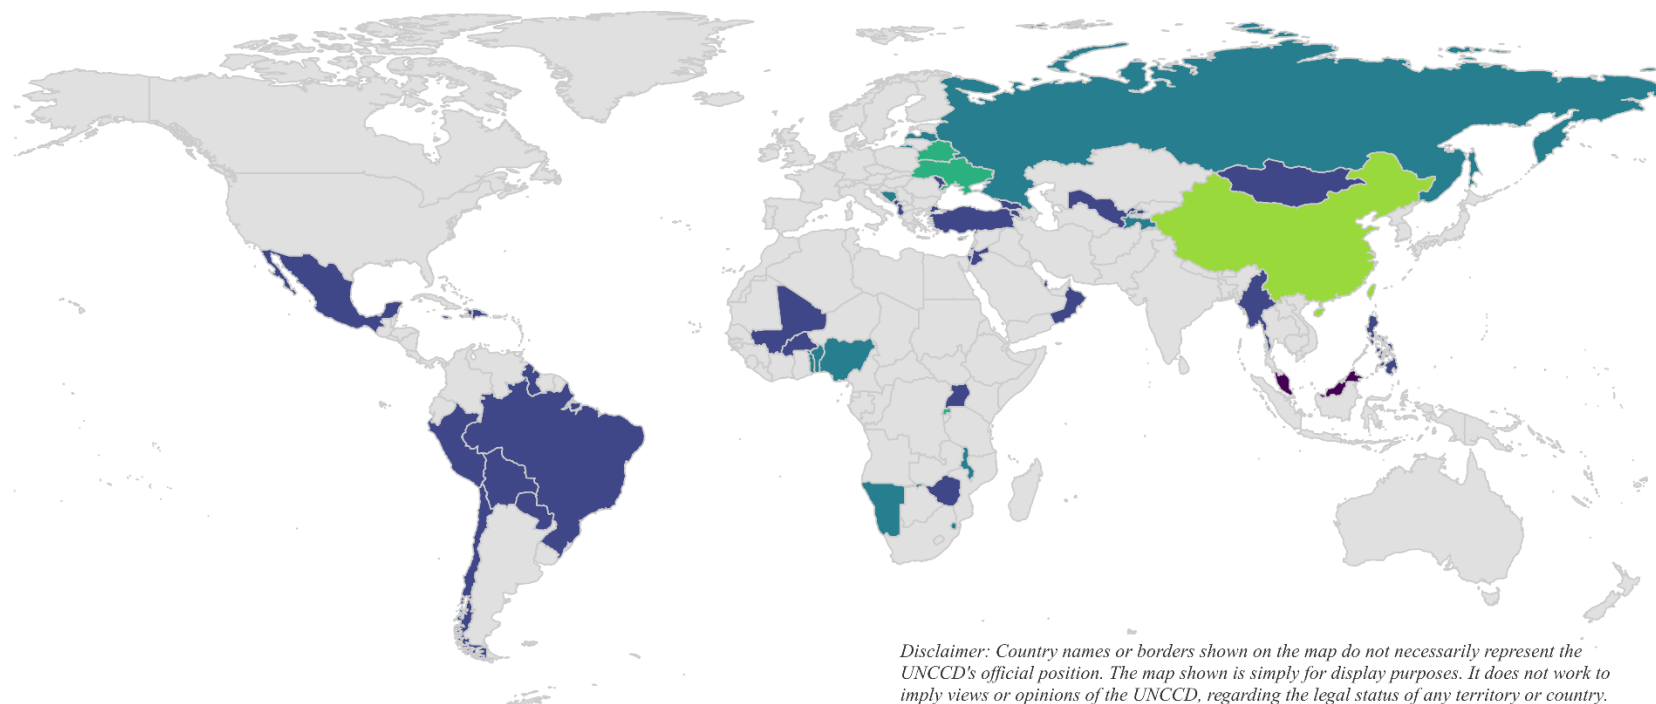 Disclaimer: Country names or borders shown on the map do not necessarily represent the
UNCCD's official position. The map shown is simply for display purposes. It does not work to
imply views or opinions of the UNCCD, regarding the legal status of any territory or country.